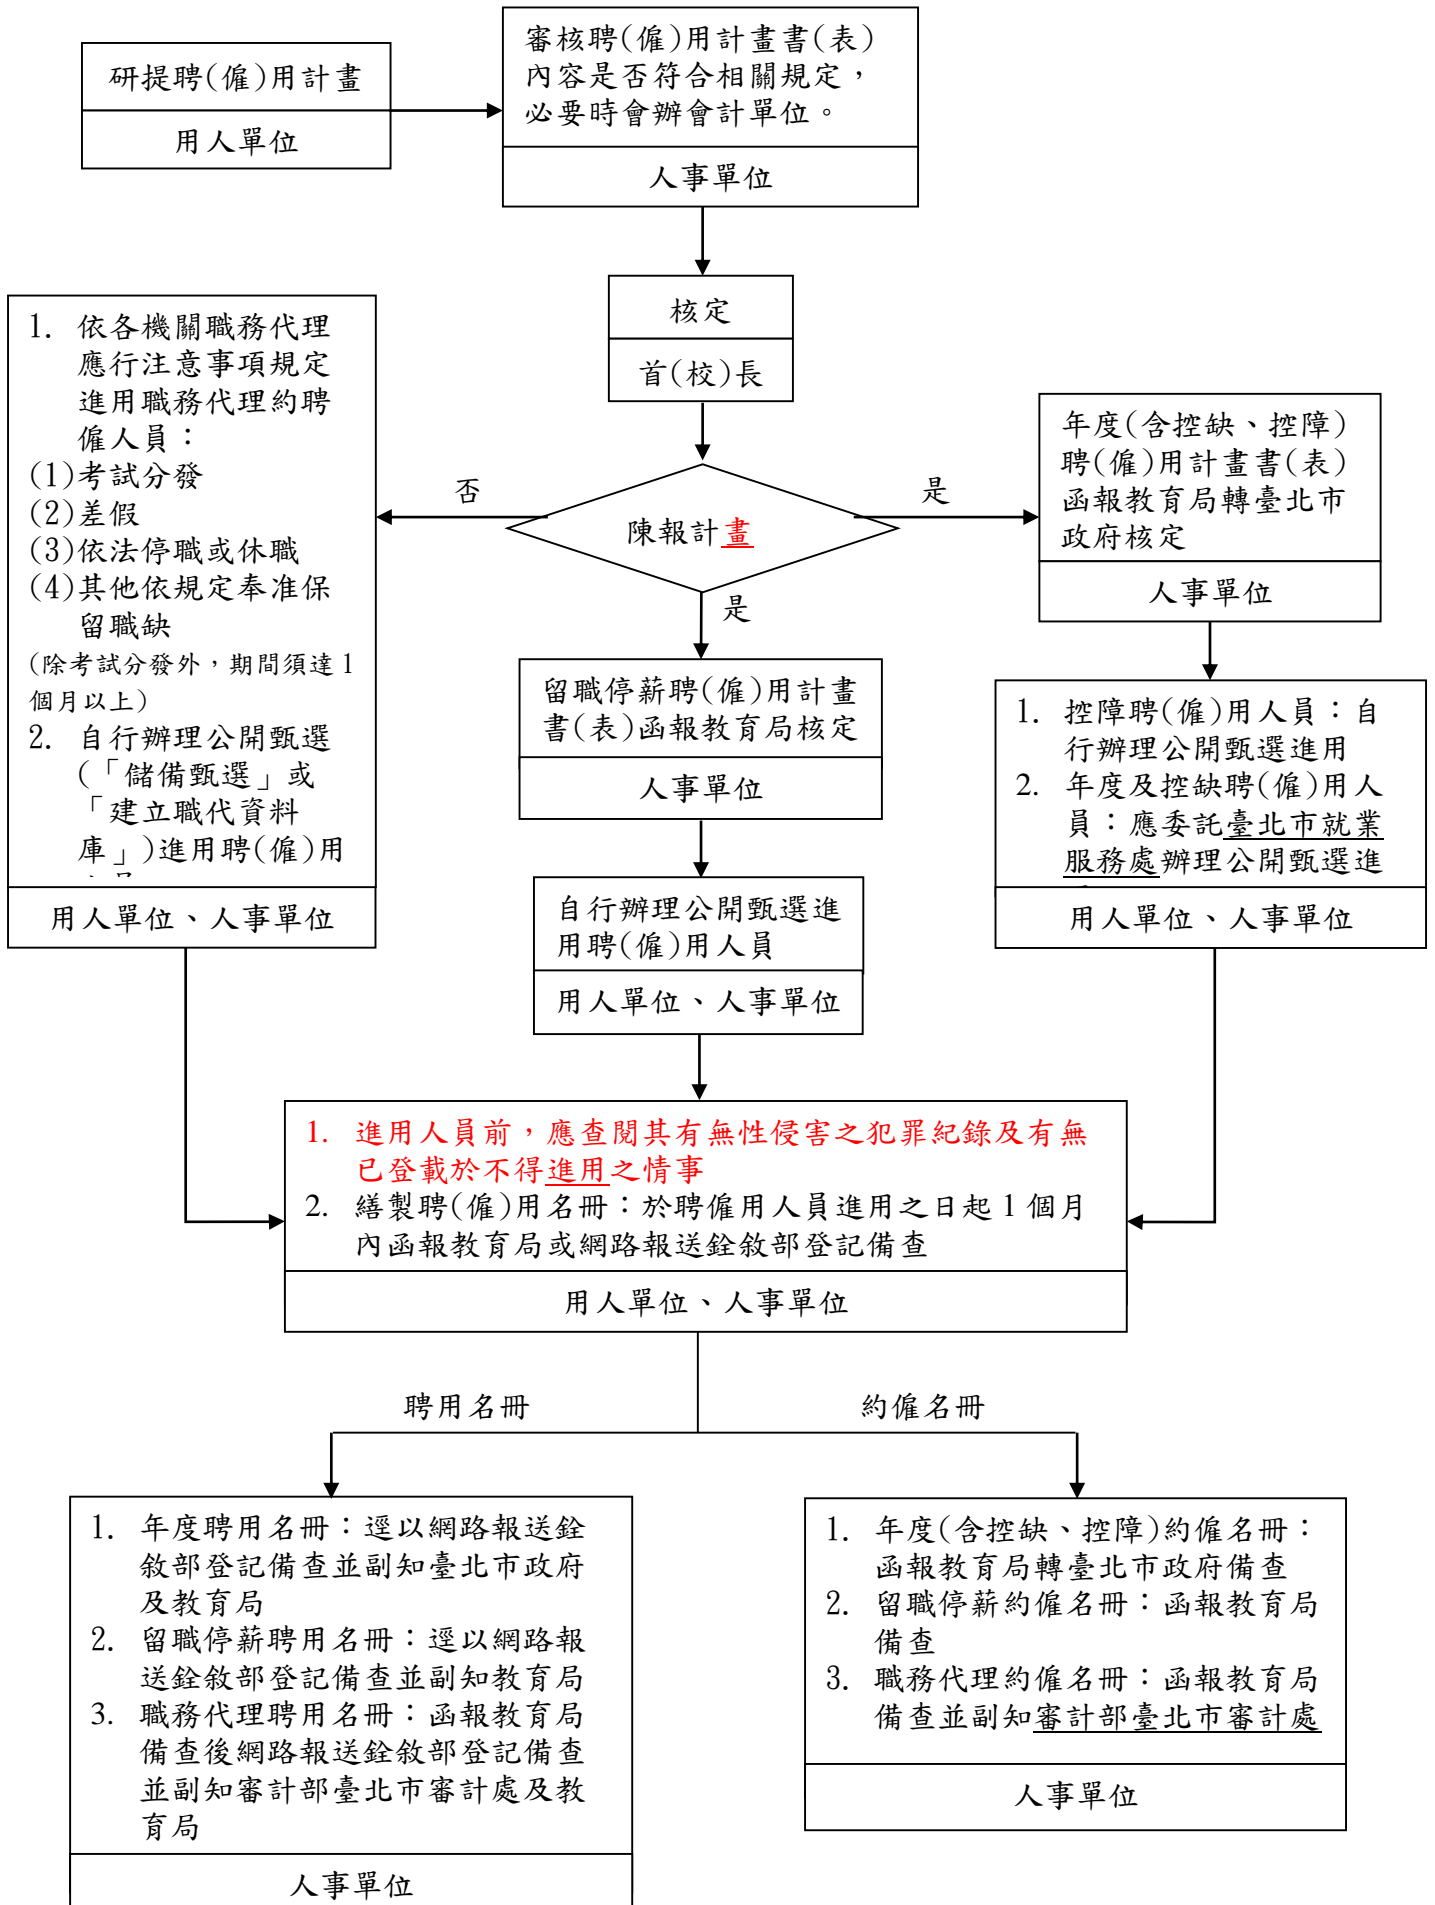 研提聘(僱)用計畫
用人單位
審核聘(僱)用計畫書(表)
內容是否符合相關規定，
必要時會辦會計單位。
人事單位
核定
首(校)長
陳報計畫
否
是
是
1. 依各機關職務代理
應行注意事項規定
進用職務代理約聘
僱人員：
(1)考試分發
(2)差假
(3)依法停職或休職
(4)其他依規定奉准保
留職缺
(除考試分發外，期間須達1
個月以上)
2. 自行辦理公開甄選
(「儲備甄選」或
「建立職代資料
庫」)進用聘(僱)用
用人單位、人事單位
留職停薪聘(僱)用計畫
書(表)函報教育局核定
人事單位
自行辦理公開甄選進
用聘(僱)用人員
用人單位、人事單位
年度(含控缺、控障)
聘(僱)用計畫書(表)
函報教育局轉臺北市
政府核定
人事單位
1. 控障聘(僱)用人員：自
行辦理公開甄選進用
2. 年度及控缺聘(僱)用人
員：應委託臺北市就業
服務處辦理公開甄選進
用人單位、人事單位
1. 進用人員前，應查閱其有無性侵害之犯罪紀錄及有無
已登載於不得進用之情事
2. 繕製聘(僱)用名冊：於聘僱用人員進用之日起1個月
內函報教育局或網路報送銓敘部登記備查
用人單位、人事單位
聘用名冊
約僱名冊
1. 年度聘用名冊：逕以網路報送銓
敘部登記備查並副知臺北市政府
及教育局
2. 留職停薪聘用名冊：逕以網路報
送銓敘部登記備查並副知教育局
3. 職務代理聘用名冊：函報教育局
備查後網路報送銓敘部登記備查
並副知審計部臺北市審計處及教
育局
人事單位
1. 年度(含控缺、控障)約僱名冊：
函報教育局轉臺北市政府備查
2. 留職停薪約僱名冊：函報教育局
備查
3. 職務代理約僱名冊：函報教育局
備查並副知審計部臺北市審計處
人事單位